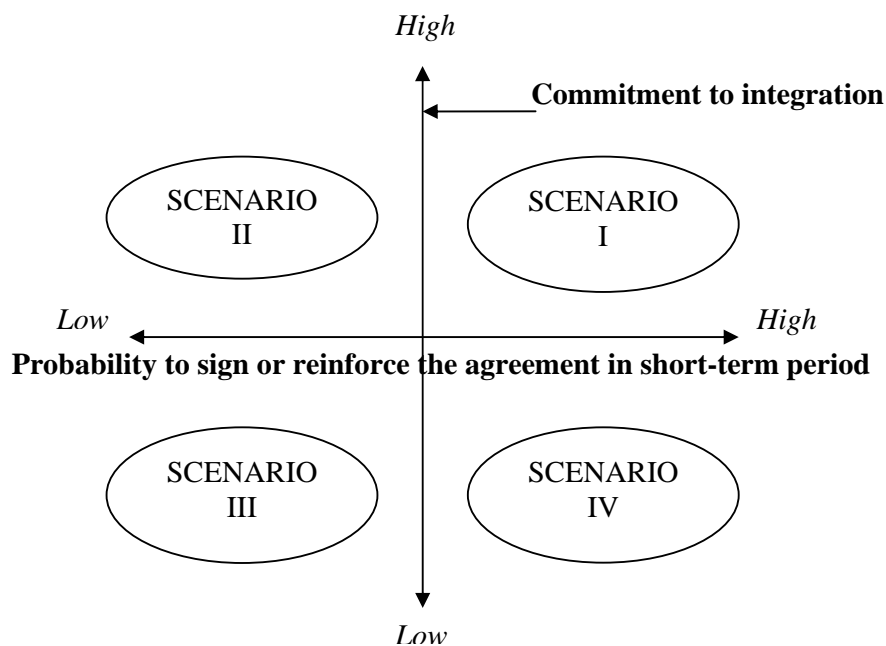 High
Commitment to integration
SCENARIO
II
SCENARIO
I
Low
High
Probability to sign or reinforce the agreement in short-term period
SCENARIO
III
SCENARIO
IV
Low